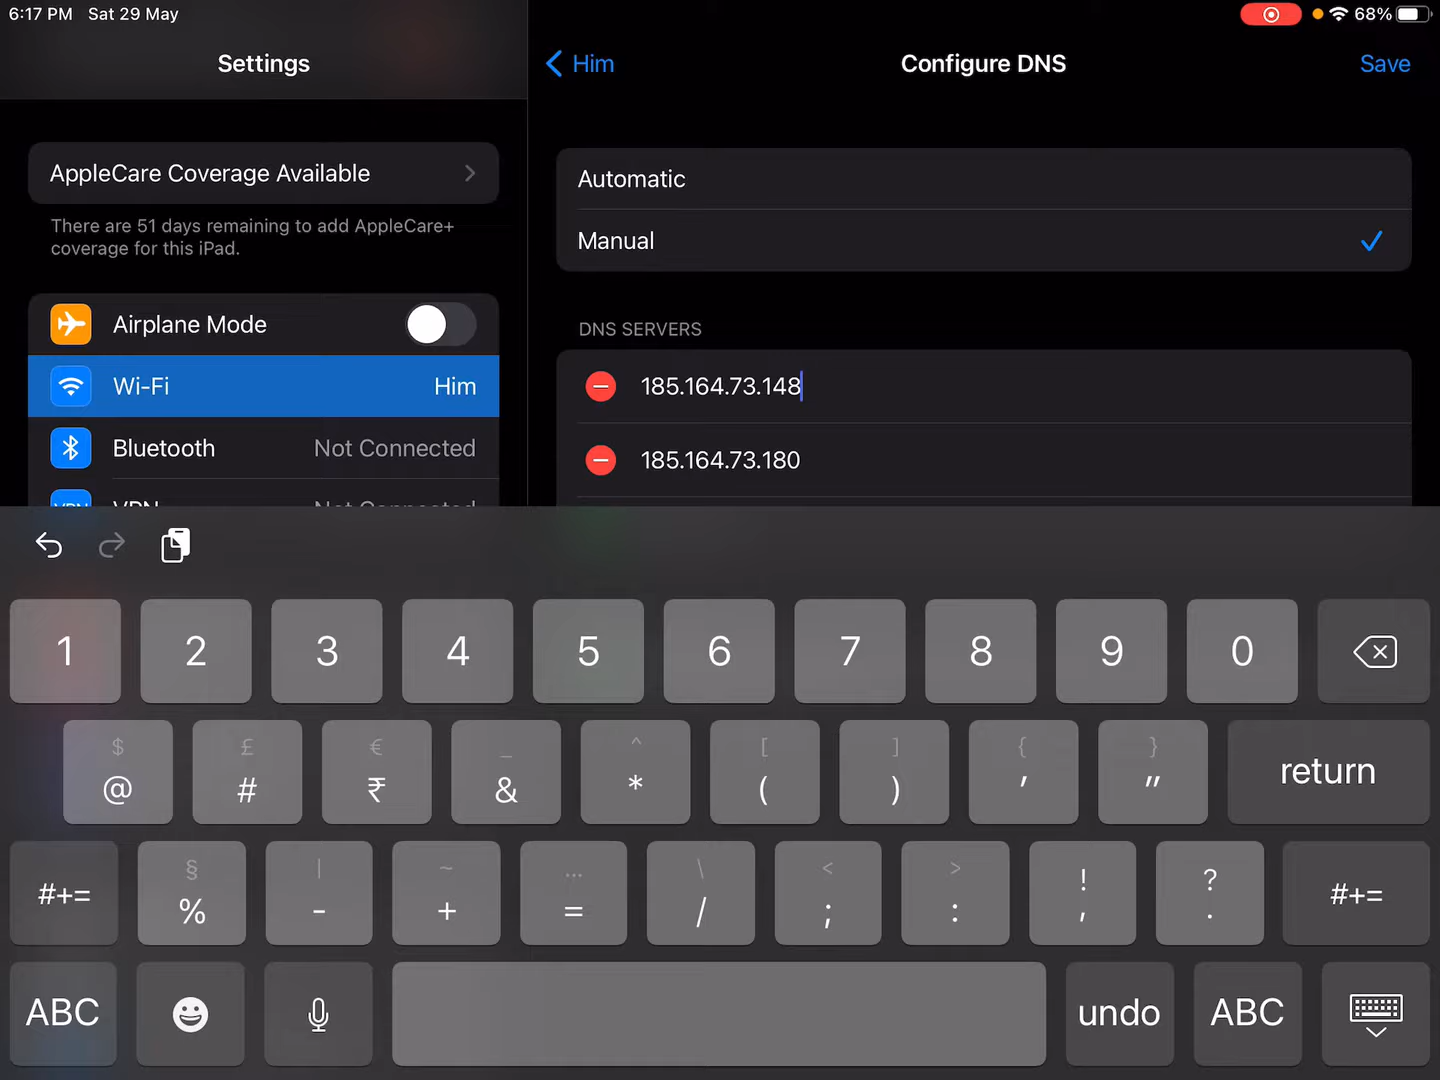 6:17 PM Sat 29 May
68%
Settings
Him
Configure DNS
Save
AppleCare Coverage Available
There are 51 days remaining to add AppleCare+
coverage for this iPad.
Automatic
Manual
Airplane Mode
DNS SERVERS
Wi-Fi Him
185.164.73.148
Bluetooth Not Connected
185.164.73.180
VPN Not Connected
1 2 3 4 5 6 7 8 9 0
$ £ € _ ^ [ ] { }
@ # ₹ & * ( ) ' " return
§ | ~ … \ < > ! ?
#+= % - + = / ; : , . #+=
ABC undo ABC